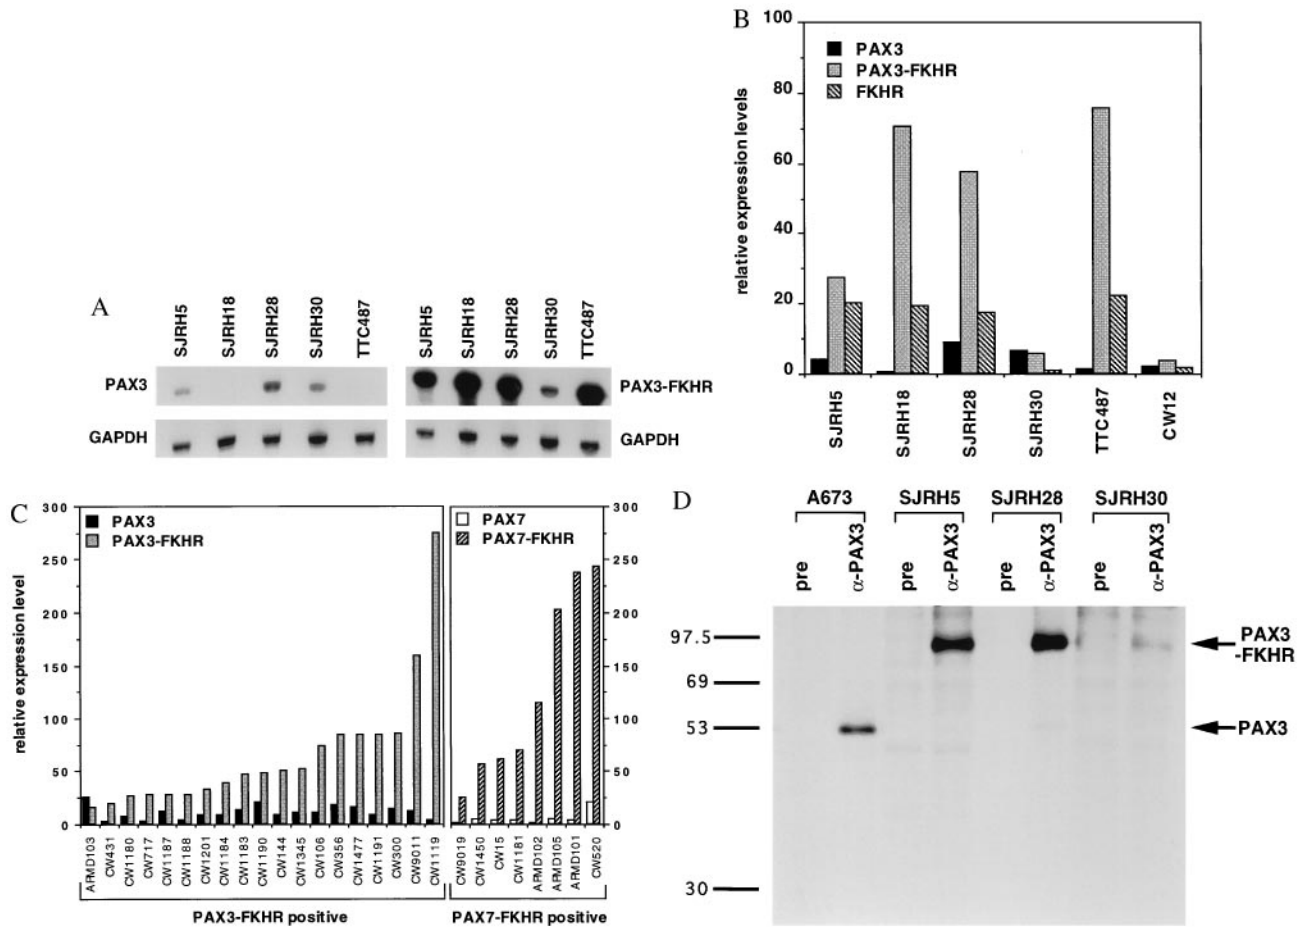 A
SJRH5
SJRH18
SJRH28
SJRH30
TTC487
SJRH5
SJRH18
SJRH28
SJRH30
TTC487
PAX3
PAX3-FKHR
GAPDH
GAPDH
B
PAX3
PAX3-FKHR
FKHR
relative expression levels
100
80
60
40
20
0
SJRH5
SJRH18
SJRH28
SJRH30
TTC487
CW12
C
PAX3
PAX3-FKHR
PAX7
PAX7-FKHR
relative expression level
300
250
200
150
100
50
0
300
250
200
150
100
50
0
ARMD103
CW431
CW1180
CW717
CW1187
CW1188
CW1201
CW1184
CW1183
CW1190
CW144
CW1345
CW106
CW356
CW1477
CW1191
CW300
CW9011
CW1119
CW9019
CW1450
CW15
CW1181
ARMD102
ARMD105
ARMD101
CW520
PAX3-FKHR positive
PAX7-FKHR positive
D
A673
SJRH5
SJRH28
SJRH30
pre
α-PAX3
pre
α-PAX3
pre
α-PAX3
pre
α-PAX3
97.5
69
53
30
PAX3
-FKHR
PAX3